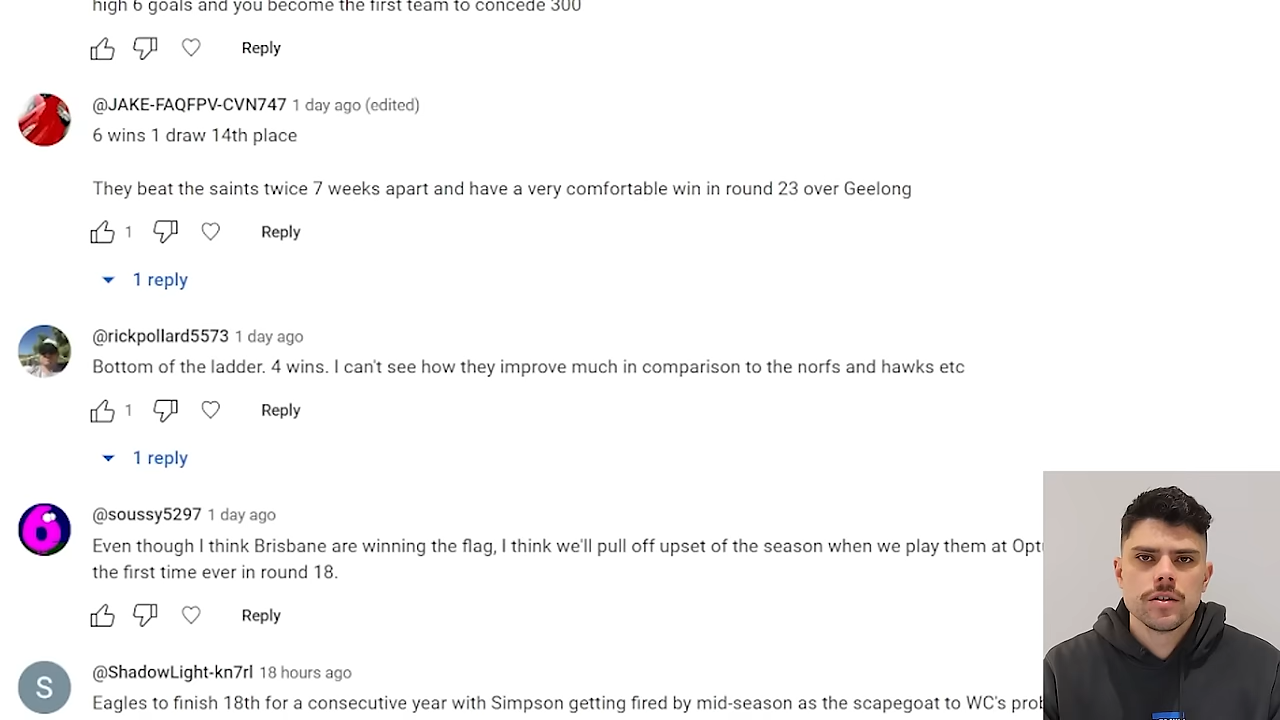 high 6 goals and you become the first team to concede 300
Reply
@JAKE-FAQFPV-CVN747 1 day ago (edited)
6 wins 1 draw 14th place
They beat the saints twice 7 weeks apart and have a very comfortable win in round 23 over Geelong
1 Reply
1 reply
@rickpollard5573 1 day ago
Bottom of the ladder. 4 wins. I can't see how they improve much in comparison to the norfs and hawks etc
1 Reply
1 reply
@soussy5297 1 day ago
Even though I think Brisbane are winning the flag, I think we'll pull off upset of the season when we play them at
the first time ever in round 18.
Reply
S
@ShadowLight-kn7rl 18 hours ago
Eagles to finish 18th for a consecutive year with Simpson getting fired by mid-season as the scapegoat to WC's